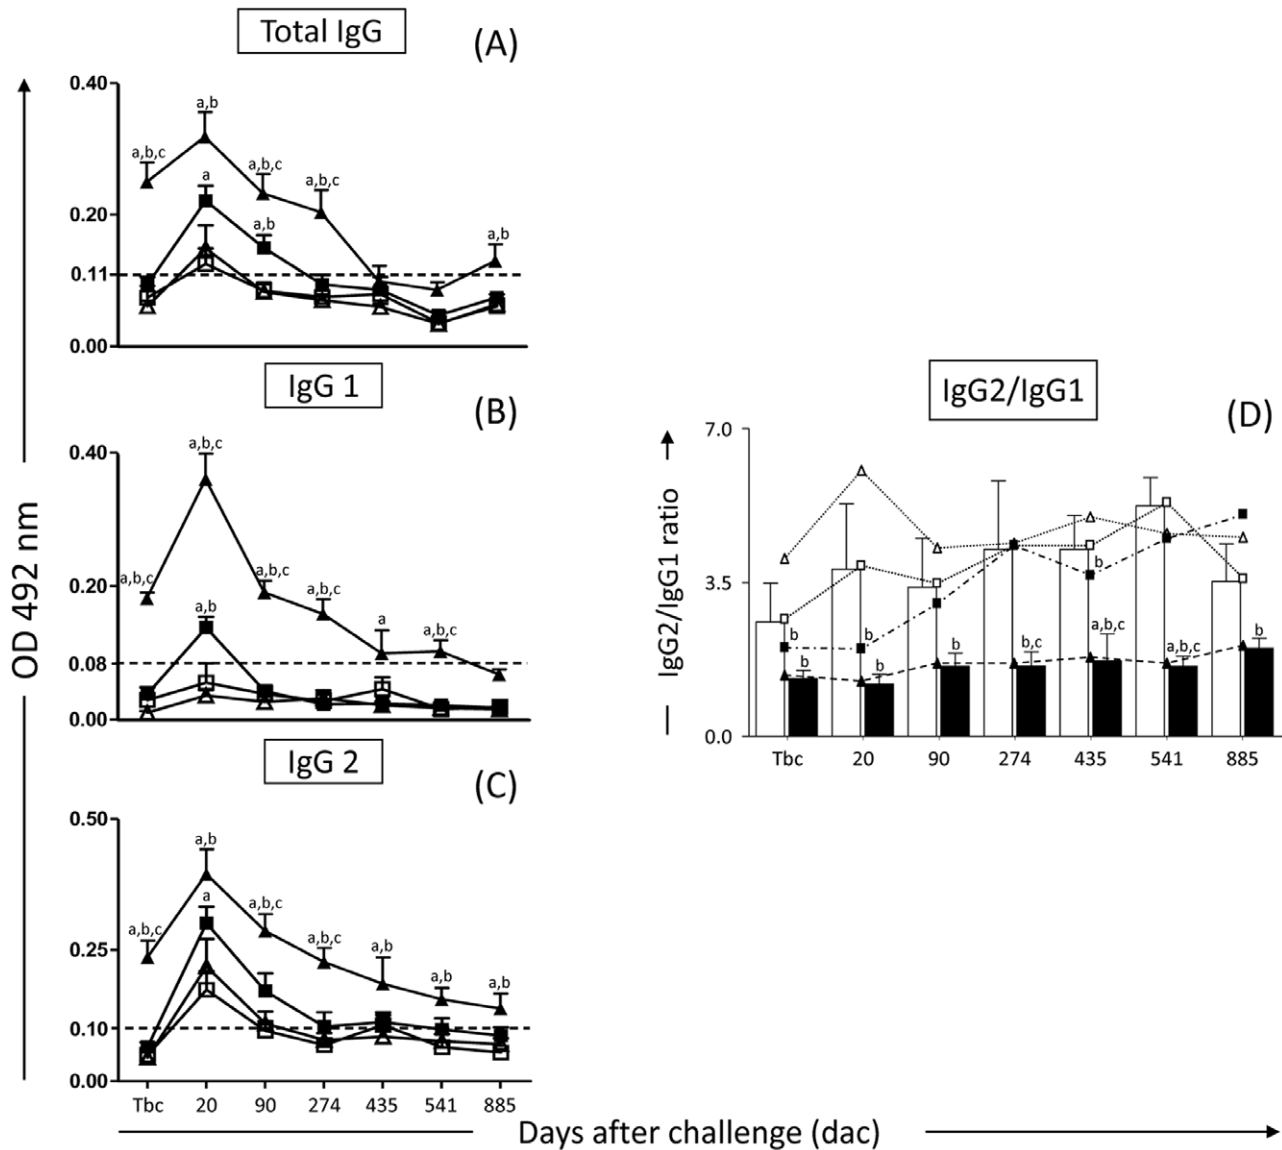 Total IgG
(A)
0.40
0.20
0.11
0.00
a,b,c
a,b
a,b,c
a,b,c
a,b
a
a,b
IgG 1
(B)
0.40
0.20
0.08
0.00
a,b,c
a,b,c
a,b,c
a,b,c
a
a,b,c
a,b
IgG 2
(C)
0.50
0.25
0.10
0.00
a,b,c
a,b
a,b,c
a,b,c
a,b
a,b
a,b
a
Tbc 20 90 274 435 541 885
OD 492 nm
IgG2/IgG1
(D)
7.0
3.5
0.0
IgG2/IgG1 ratio
b
b
b
b
b
b,c
b
a,b,c
a,b,c
b
Tbc 20 90 274 435 541 885
Days after challenge (dac)